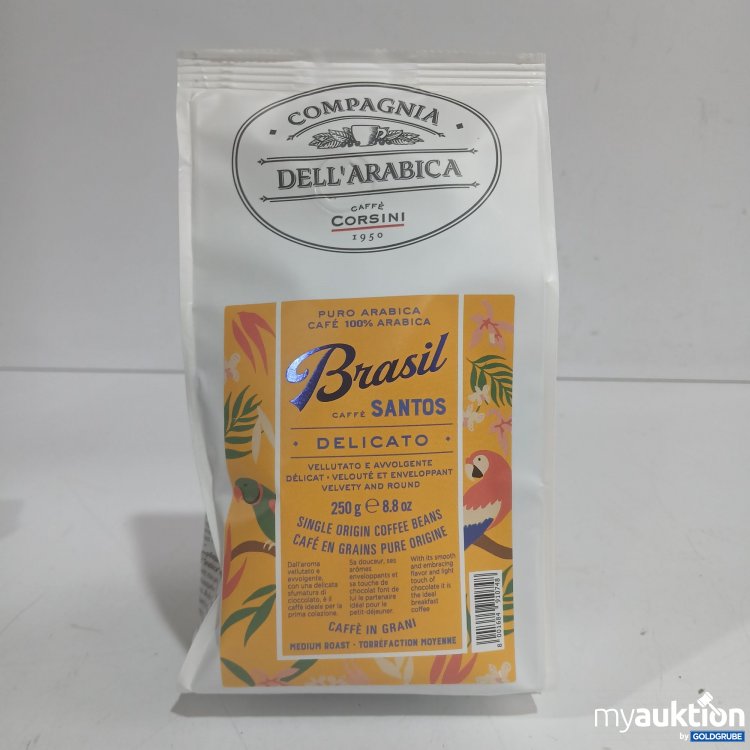 COMPAGNIA
DELL'ARABICA
CAFFÈ
CORSINI
1950
PURO ARABICA
CAFÉ 100% ARABICA
Brasil
CAFFÈ SANTOS
• DELICATO •
VELLUTATO E AVVOLGENTE
DÉLICAT • VELOUTÉ ET ENVELOPPANT
VELVETY AND ROUND
250 g ℮ 8.8 oz
SINGLE ORIGIN COFFEE BEANS
CAFÉ EN GRAINS PURE ORIGINE
Dall'aroma
vellutato e
avvolgente,
con una delicata
sfumatura di
cioccolato, è il
caffè ideale per la
prima colazione.
Sa douceur, ses
arômes
enveloppants et
sa touche de
chocolat font de
lui le partenaire
idéal pour le
petit-déjeuner.
With its smooth
and embracing
flavor and light
touch of
chocolate it is
the ideal
breakfast
coffee
8 001684 910748
CAFFÈ IN GRANI
MEDIUM ROAST • TORRÉFACTION MOYENNE
myauktion
by GOLDGRUBE